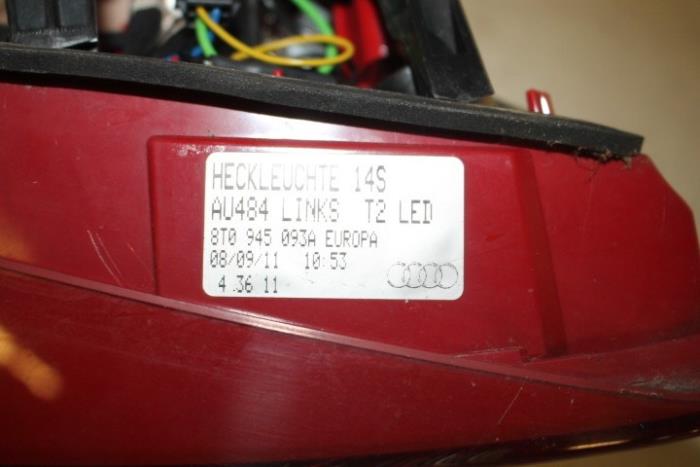 HECKLEUCHTE 14S
AU484 LINKS T2 LED
8T0 945 093A EUROPA
08/09/11 10:53
4 36 11